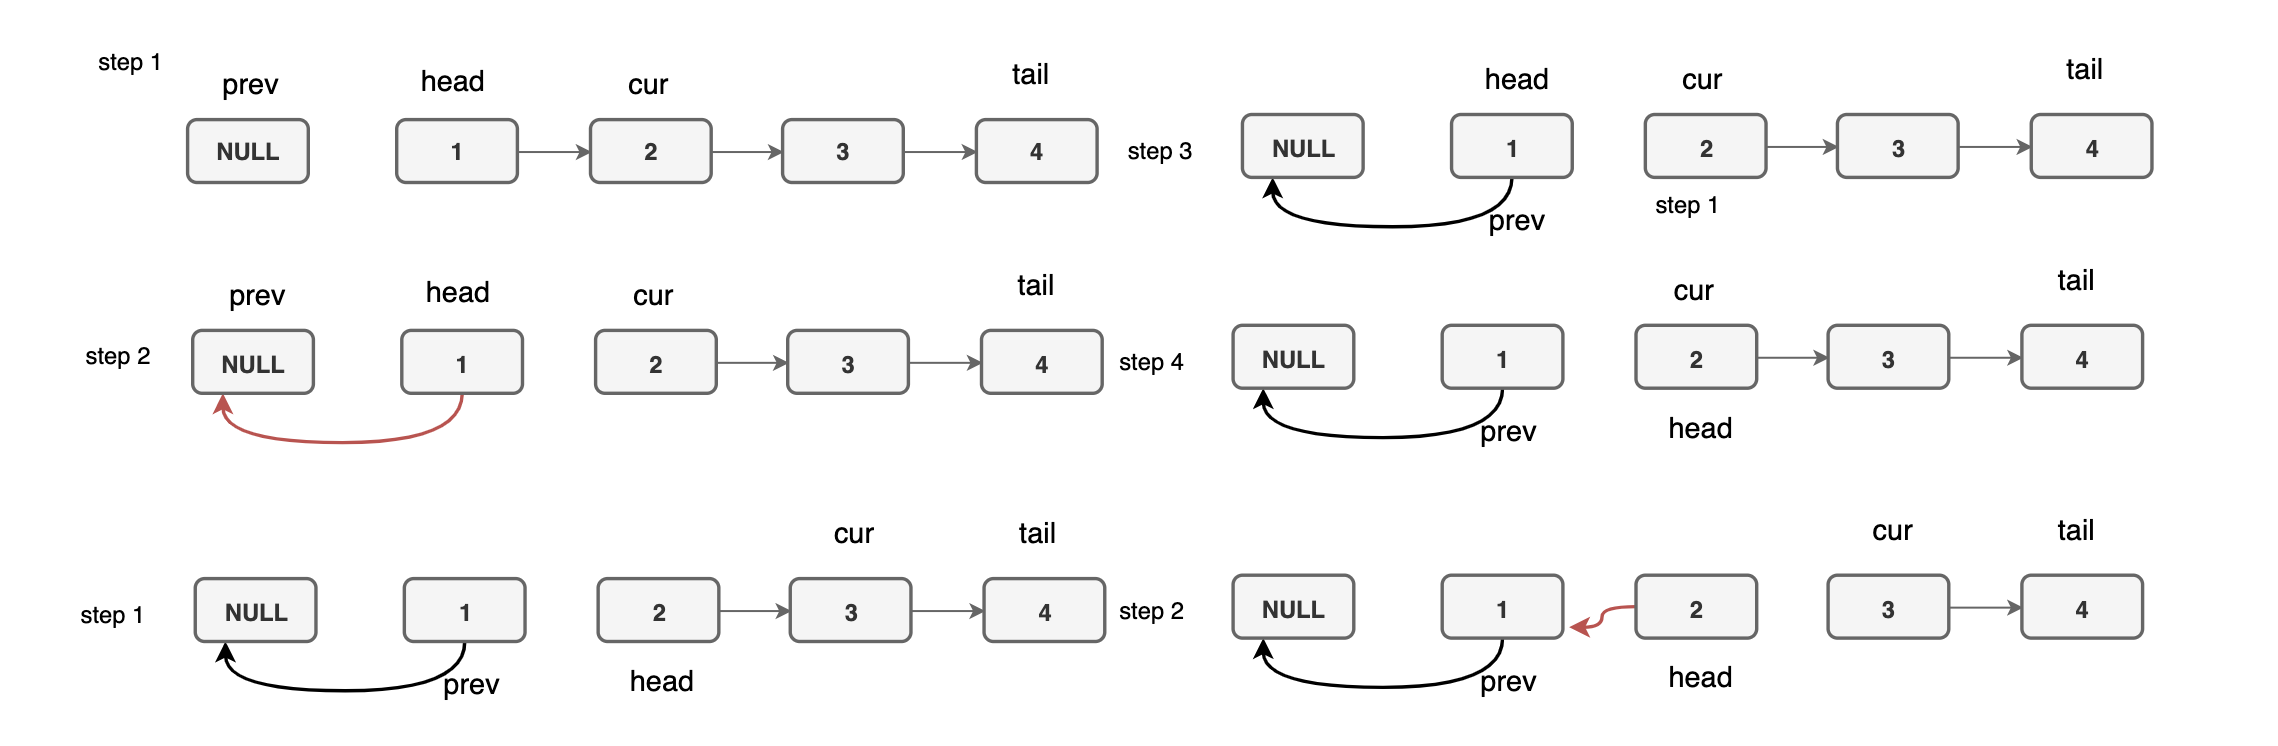 step 1
prev head cur tail
NULL 1 2 3 4
step 3
head cur tail
NULL 1 2 3 4
step 1
prev
step 2
prev head cur tail
NULL 1 2 3 4
step 4
cur tail
NULL 1 2 3 4
prev head
step 1
cur tail
NULL 1 2 3 4
prev head
step 2
cur tail
NULL 1 2 3 4
prev head